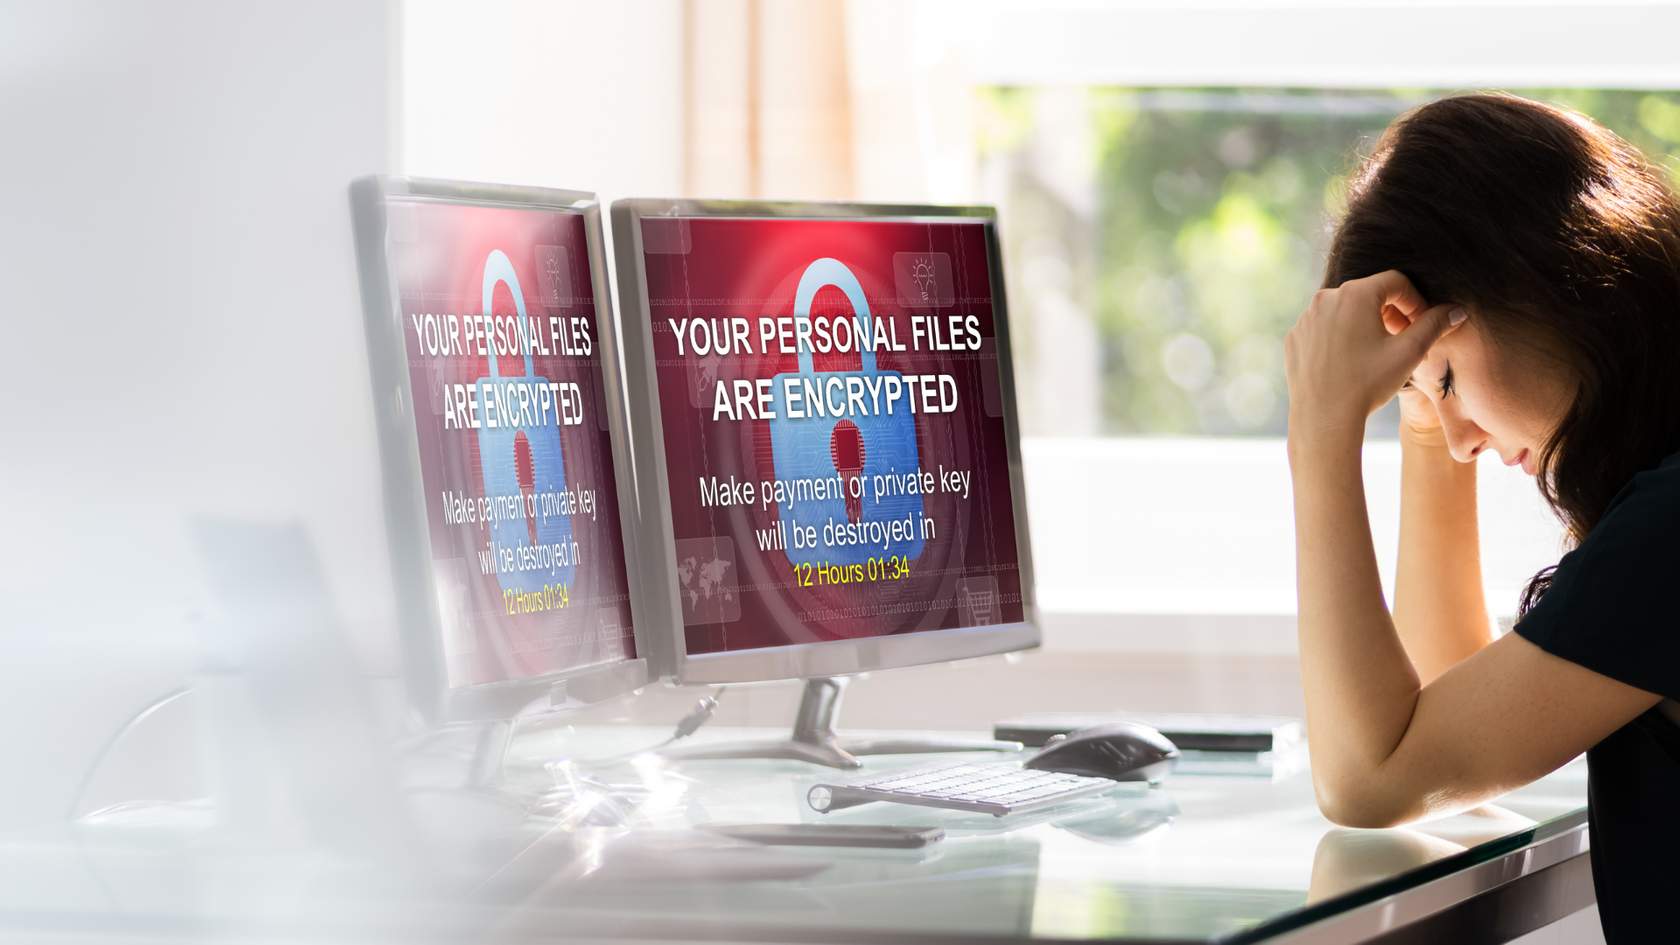 YOUR PERSONAL FILES
ARE ENCRYPTED
Make payment or private key
will be destroyed in
12 Hours 01:34
YOUR PERSONAL FILES
ARE ENCRYPTED
Make payment or private key
will be destroyed in
12 Hours 01:34